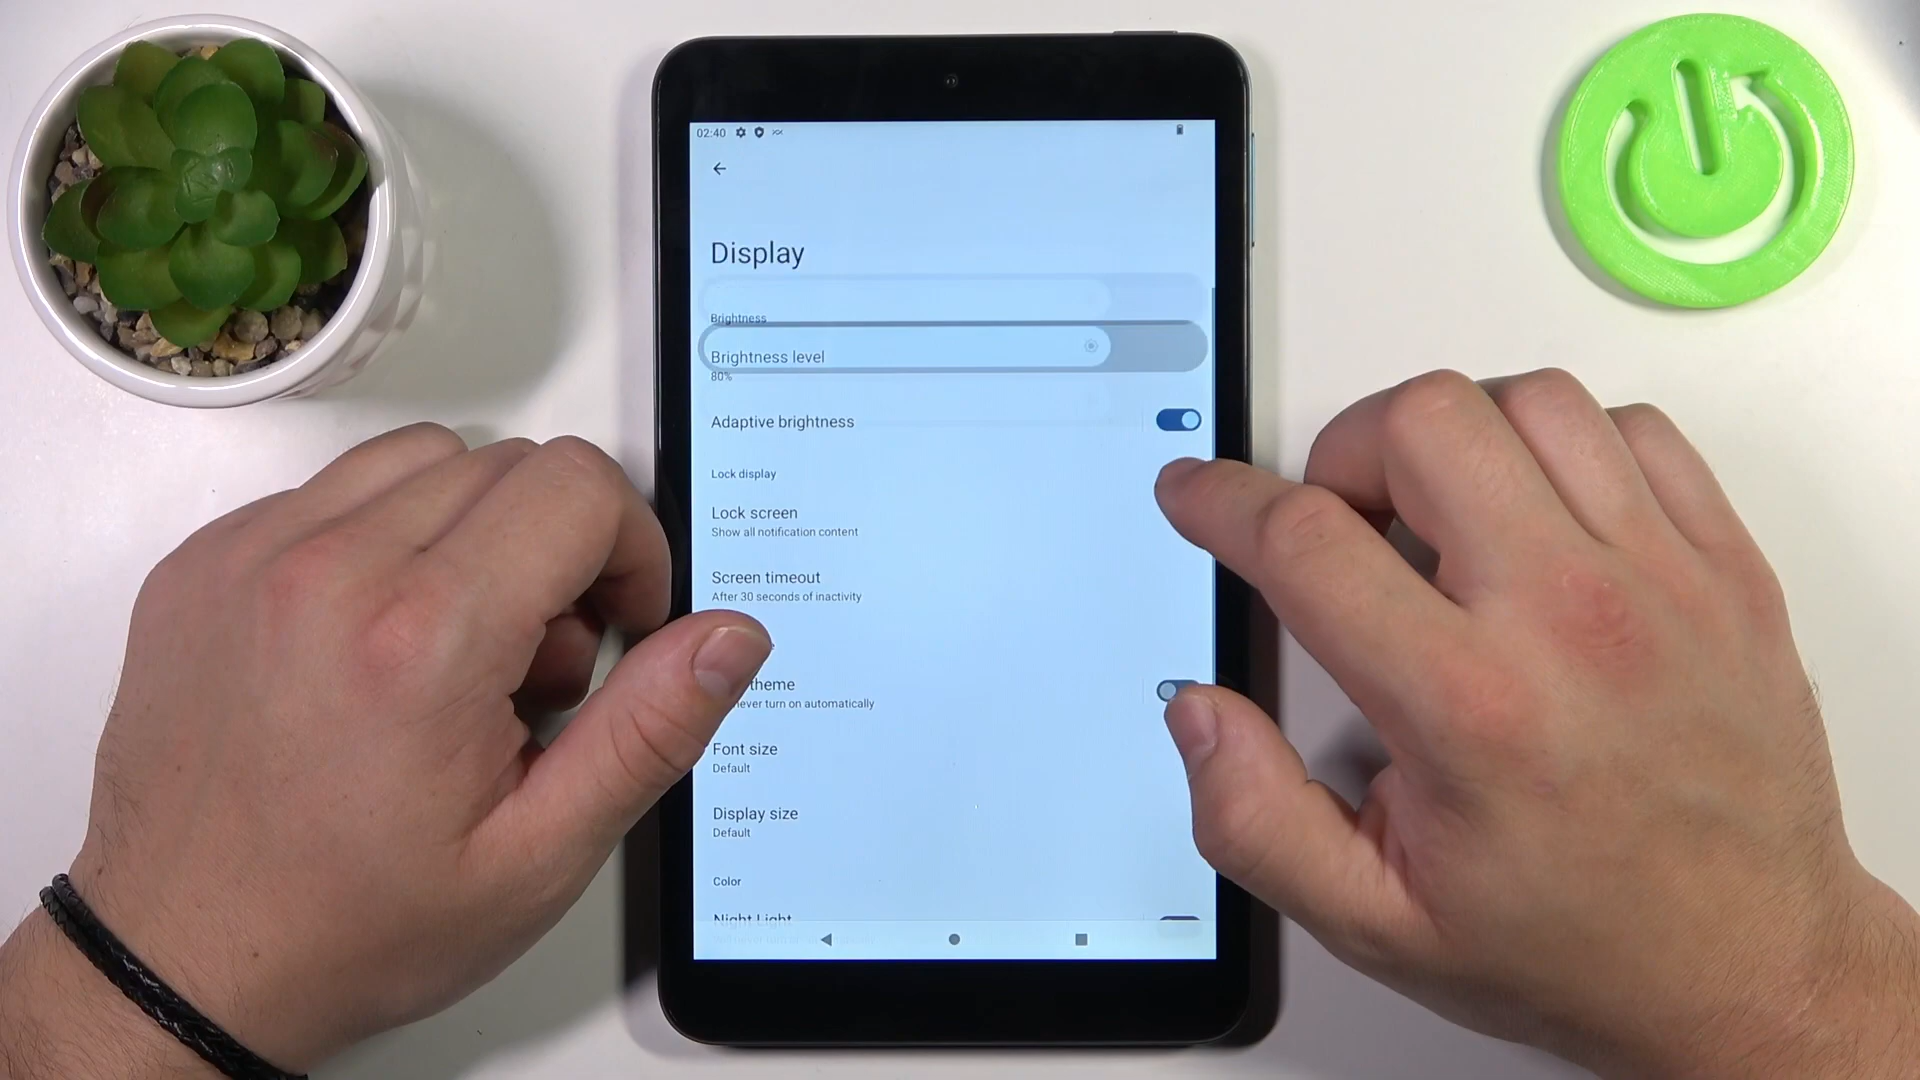 02:40
Display
Brightness
Brightness level
80%
Adaptive brightness
Lock display
Lock screen
Show all notification content
Screen timeout
After 30 seconds of inactivity
theme
never turn on automatically
Font size
Default
Display size
Default
Color
Night Light